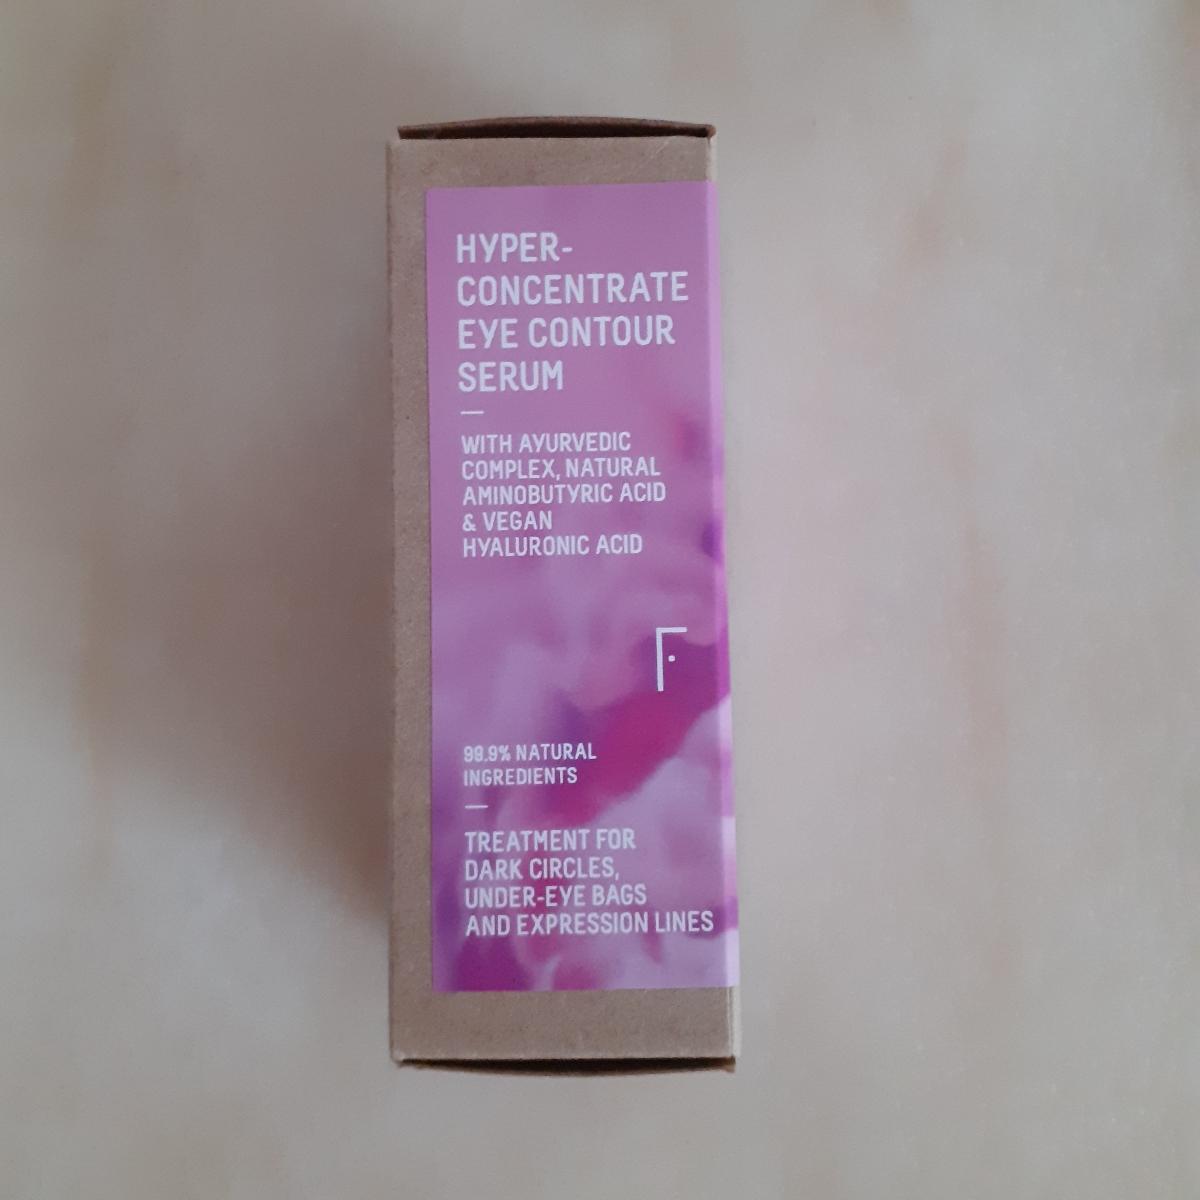 HYPER-
CONCENTRATE
EYE CONTOUR
SERUM
WITH AYURVEDIC
COMPLEX, NATURAL
AMINOBUTYRIC ACID
& VEGAN
HYALURONIC ACID
F
99.9% NATURAL
INGREDIENTS
TREATMENT FOR
DARK CIRCLES,
UNDER-EYE BAGS
AND EXPRESSION LINES